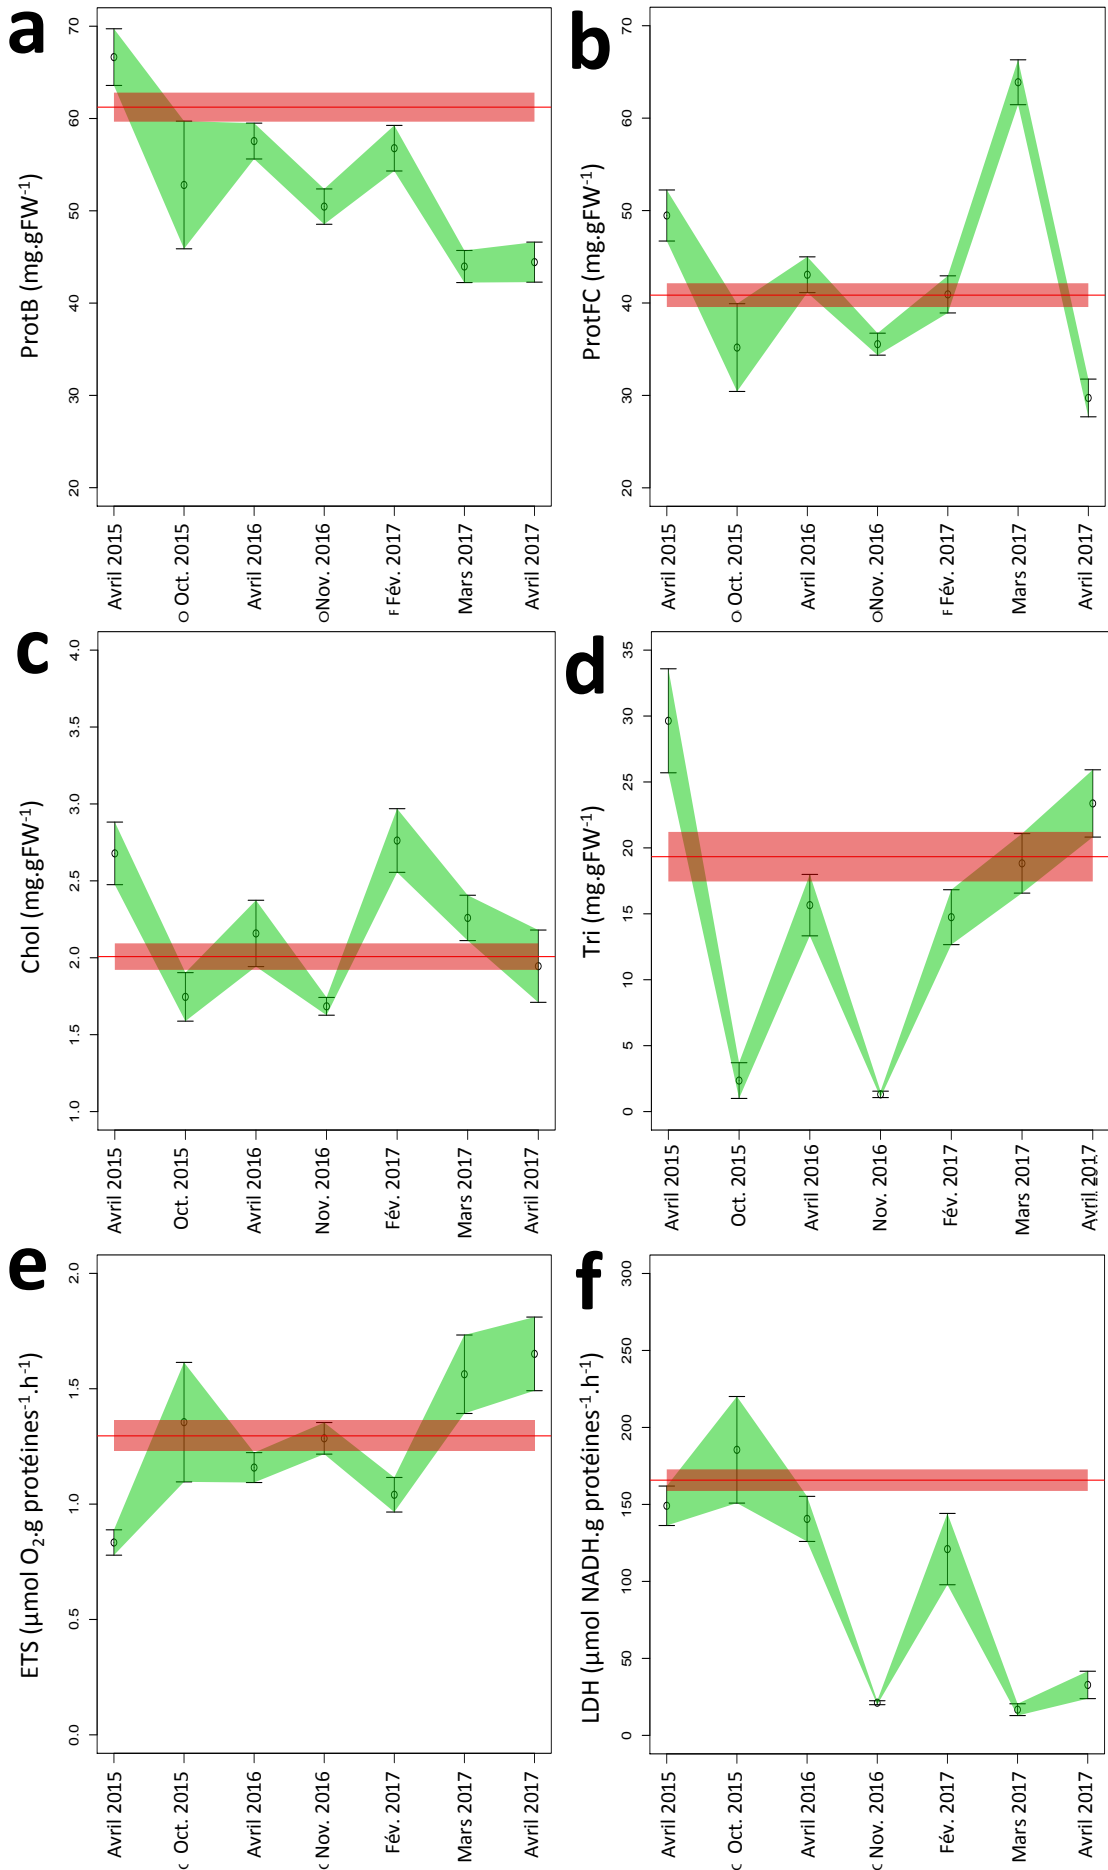 a
ProtB (mg.gFW-1)
70
60
50
40
30
20
Avril 2015
O Oct. 2015
Avril 2016
ONov. 2016
F Fév. 2017
Mars 2017
Avril 2017
b
ProtFC (mg.gFW-1)
70
60
50
40
30
20
Avril 2015
O Oct. 2015
Avril 2016
ONov. 2016
F Fév. 2017
Mars 2017
Avril 2017
c
Chol (mg.gFW-1)
4.0
3.5
3.0
2.5
2.0
1.5
1.0
Avril 2015
Oct. 2015
Avril 2016
Nov. 2016
Fév. 2017
Mars 2017
Avril 2017
d
Tri (mg.gFW-1)
35
30
25
20
15
10
5
0
Avril 2015
Oct. 2015
Avril 2016
Nov. 2016
Fév. 2017
Mars 2017
Avril 2017
e
ETS (µmol O2.g protéines-1.h-1)
2.0
1.5
1.0
0.5
0.0
Avril 2015
Oct. 2015
Avril 2016
Nov. 2016
Fév. 2017
Mars 2017
Avril 2017
f
LDH (µmol NADH.g protéines-1.h-1)
300
250
200
150
100
50
0
Avril 2015
Oct. 2015
Avril 2016
Nov. 2016
Fév. 2017
Mars 2017
Avril 2017